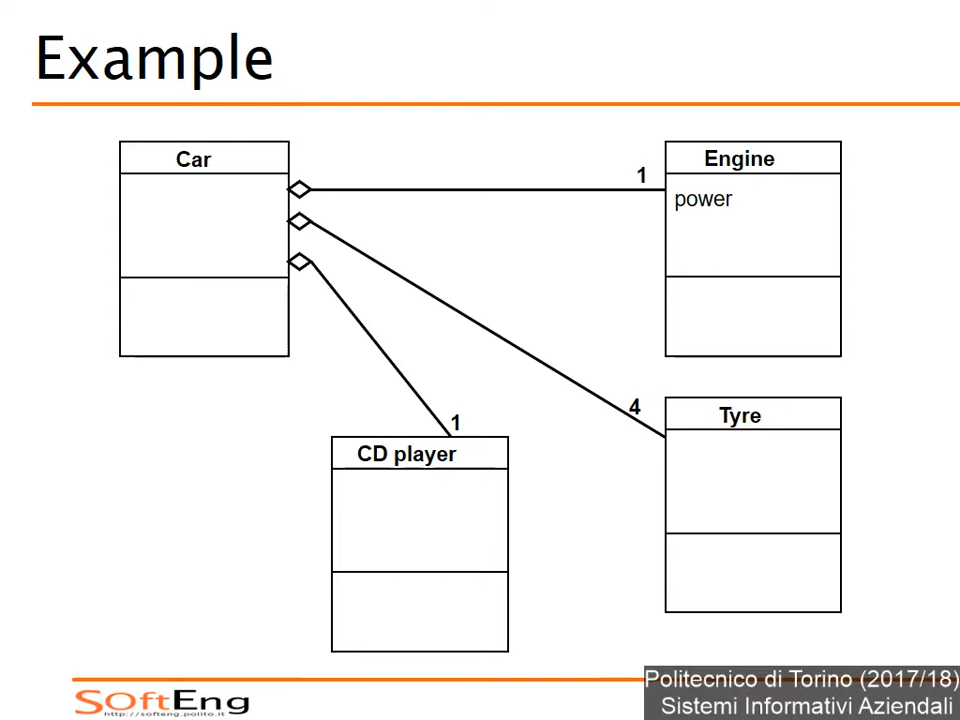 Example
Car
1
Engine
power
4
Tyre
1
CD player
SOftEng
http://softeng.polito.it
Politecnico di Torino (2017/18)
Sistemi Informativi Aziendali